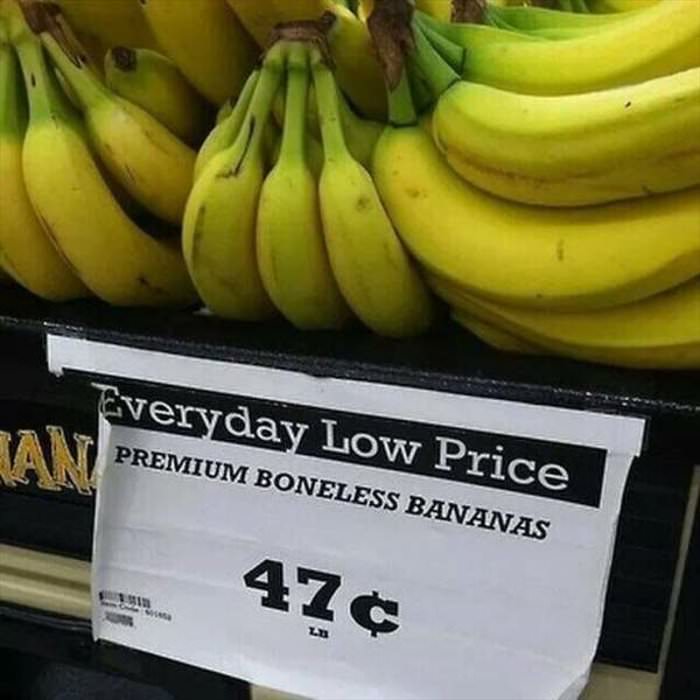 Everyday Low Price
PREMIUM BONELESS BANANAS
47¢
LB